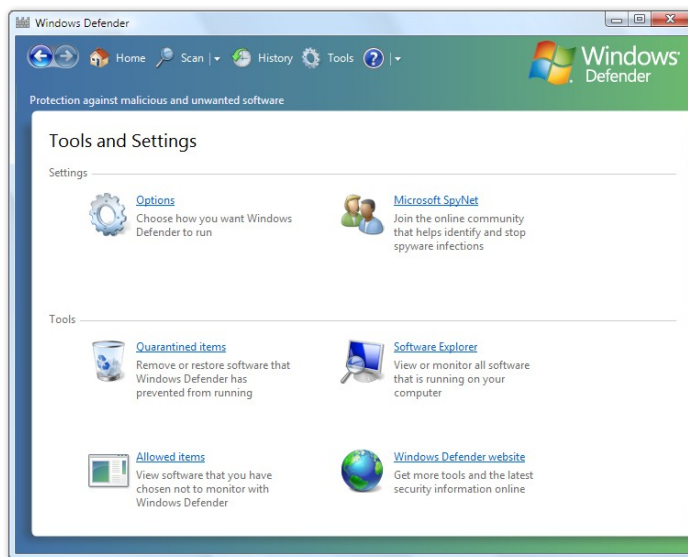 Windows Defender
Home Scan History Tools
Windows
Defender
Protection against malicious and unwanted software
Tools and Settings
Settings
Options
Choose how you want Windows
Defender to run
Microsoft SpyNet
Join the online community
that helps identify and stop
spyware infections
Tools
Quarantined items
Remove or restore software that
Windows Defender has
prevented from running
Software Explorer
View or monitor all software
that is running on your
computer
Allowed items
View software that you have
chosen not to monitor with
Windows Defender
Windows Defender website
Get more tools and the latest
security information online